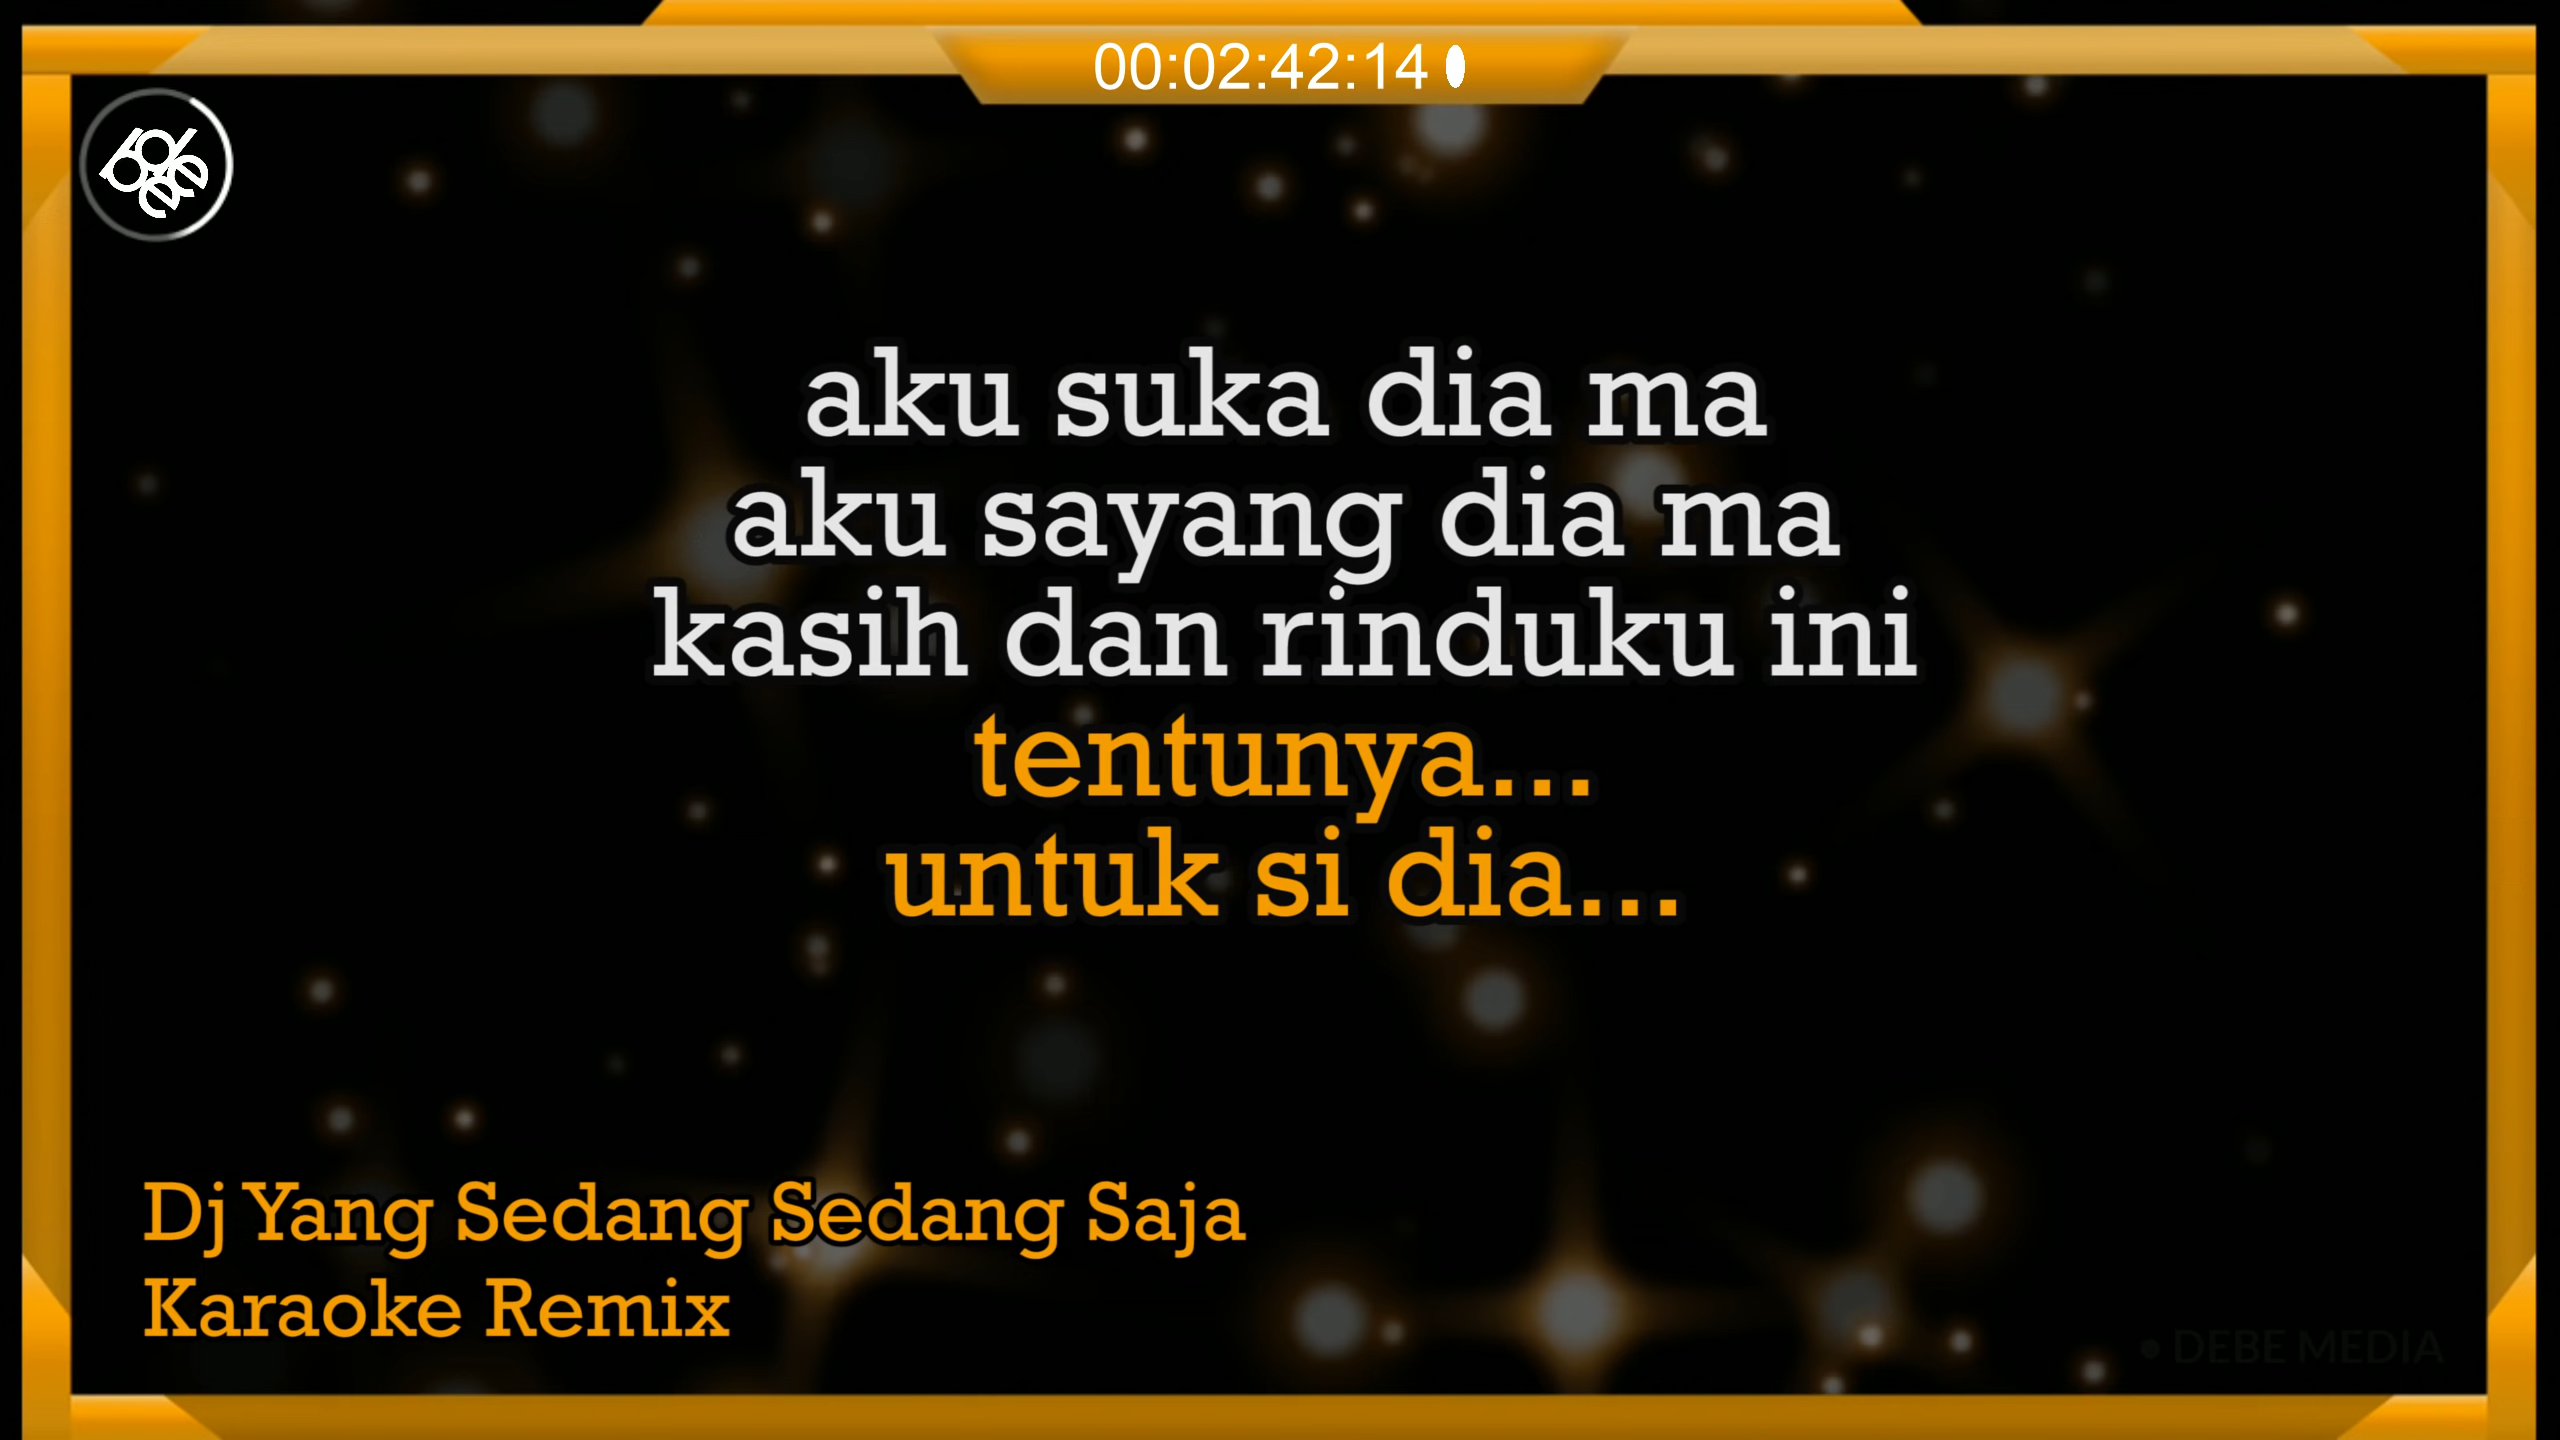 00:02:42:14
debe
aku suka dia ma
aku sayang dia ma
kasih dan rinduku ini
tentunya...
untuk si dia...
Dj Yang Sedang Sedang Saja
Karaoke Remix
• DEBE MEDIA